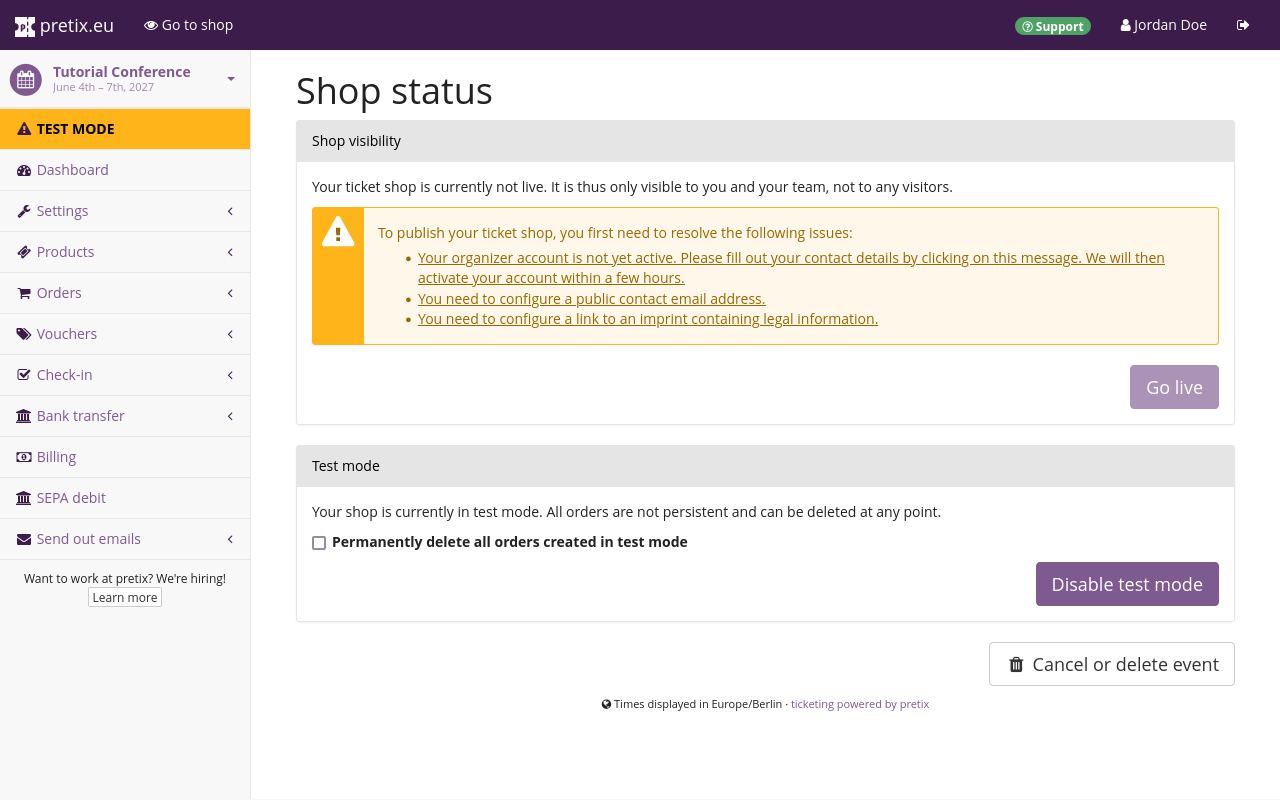 pretix.eu
Go to shop
Support
Jordan Doe
Tutorial Conference
June 4th – 7th, 2027
TEST MODE
Dashboard
Settings
Products
Orders
Vouchers
Check-in
Bank transfer
Billing
SEPA debit
Send out emails
Want to work at pretix? We're hiring!
Learn more
Shop status
Shop visibility
Your ticket shop is currently not live. It is thus only visible to you and your team, not to any visitors.
To publish your ticket shop, you first need to resolve the following issues:
• Your organizer account is not yet active. Please fill out your contact details by clicking on this message. We will then
activate your account within a few hours.
• You need to configure a public contact email address.
• You need to configure a link to an imprint containing legal information.
Go live
Test mode
Your shop is currently in test mode. All orders are not persistent and can be deleted at any point.
Permanently delete all orders created in test mode
Disable test mode
Cancel or delete event
Times displayed in Europe/Berlin · ticketing powered by pretix